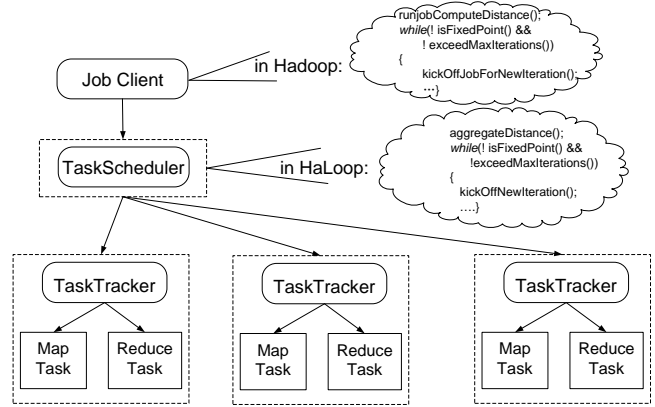 runjobComputeDistance();
while(! isFixedPoint() &&
! exceedMaxIterations())
{
kickOffJobForNewIteration();
...}
Job Client
in Hadoop:
aggregateDistance();
while(! isFixedPoint() &&
!exceedMaxIterations())
{
kickOffNewIteration();
....}
TaskScheduler
in HaLoop:
TaskTracker
TaskTracker
TaskTracker
Map
Task
Reduce
Task
Map
Task
Reduce
Task
Map
Task
Reduce
Task